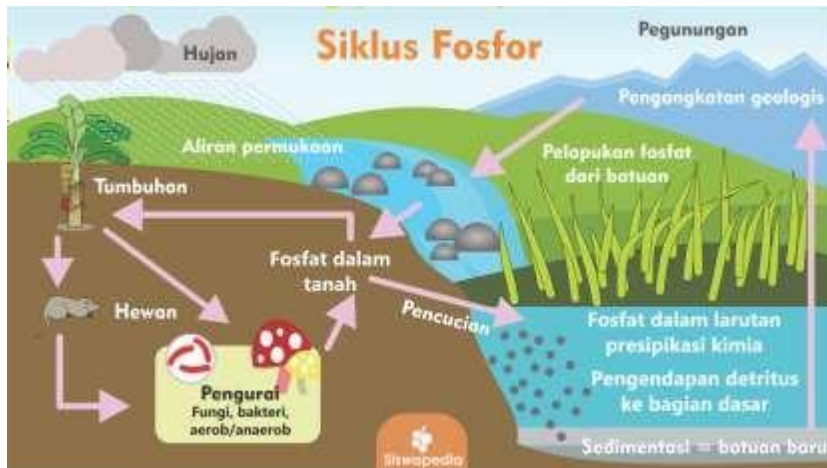 Siklus Fosfor
Hujan
Pegunungan
Pengangkatan geologis
Aliran permukaan
Pelapukan fosfat
dari batuan
Tumbuhan
Fosfat dalam
tanah
Hewan
Pencucian
Fosfat dalam larutan
presipikasi kimia
Pengurai
Fungi, bakteri,
aerob/anaerob
Pengendapan detritus
ke bagian dasar
Siswapedia
Sedimentasi = batuan baru